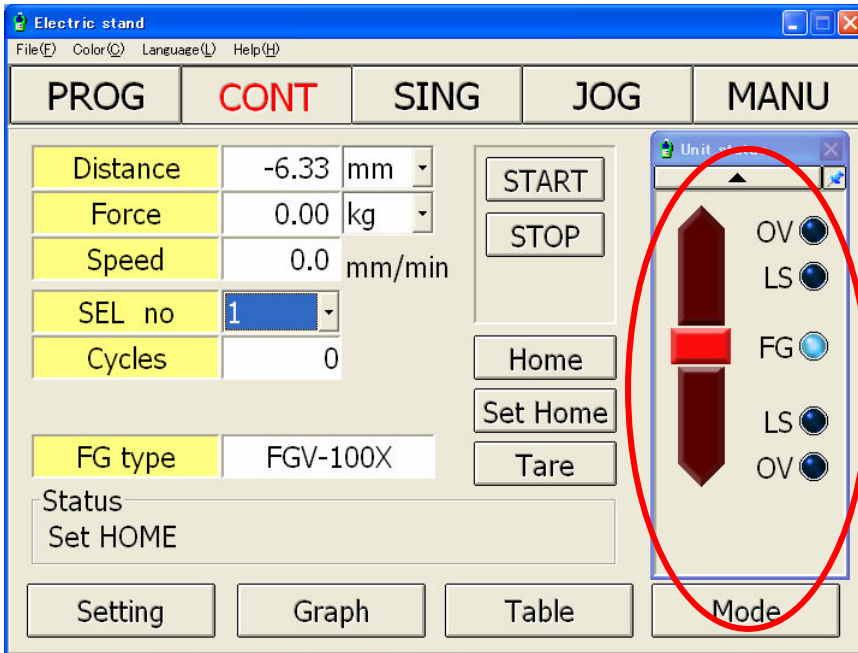 Electric stand
File(F) Color(C) Language(L) Help(H)
PROG CONT SING JOG MANU
Distance -6.33 mm
Force 0.00 kg
Speed 0.0 mm/min
SEL no 1
Cycles 0
FG type FGV-100X
Status
Set HOME
START
STOP
Home
Set Home
Tare
Unit status
OV
LS
FG
LS
OV
Setting Graph Table Mode